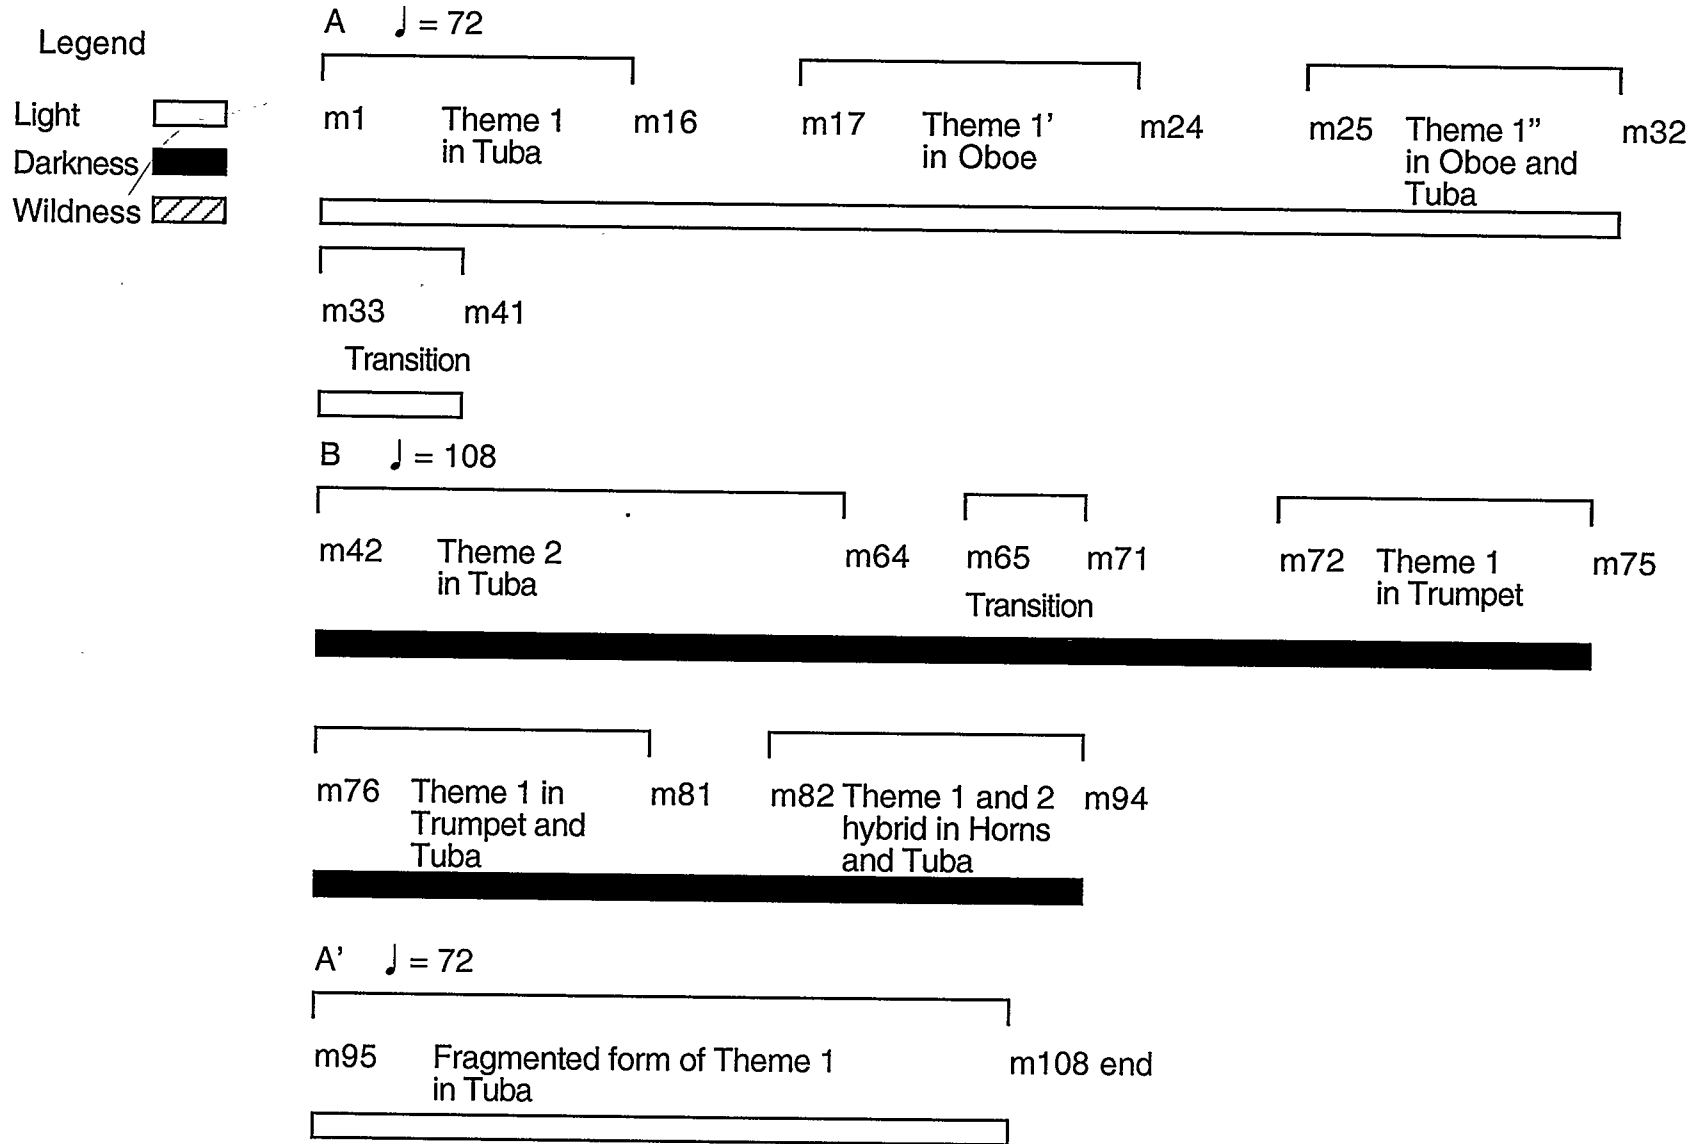 Legend
Light
Darkness
Wildness
A ♩ = 72
m1 Theme 1 in Tuba m16
m17 Theme 1' in Oboe m24
m25 Theme 1” in Oboe and Tuba m32
m33 m41
Transition
B ♩ = 108
m42 Theme 2 in Tuba m64
m65 m71
Transition
m72 Theme 1 in Trumpet m75
m76 Theme 1 in Trumpet and Tuba m81
m82 Theme 1 and 2 hybrid in Horns and Tuba m94
A' ♩ = 72
m95 Fragmented form of Theme 1 in Tuba m108 end